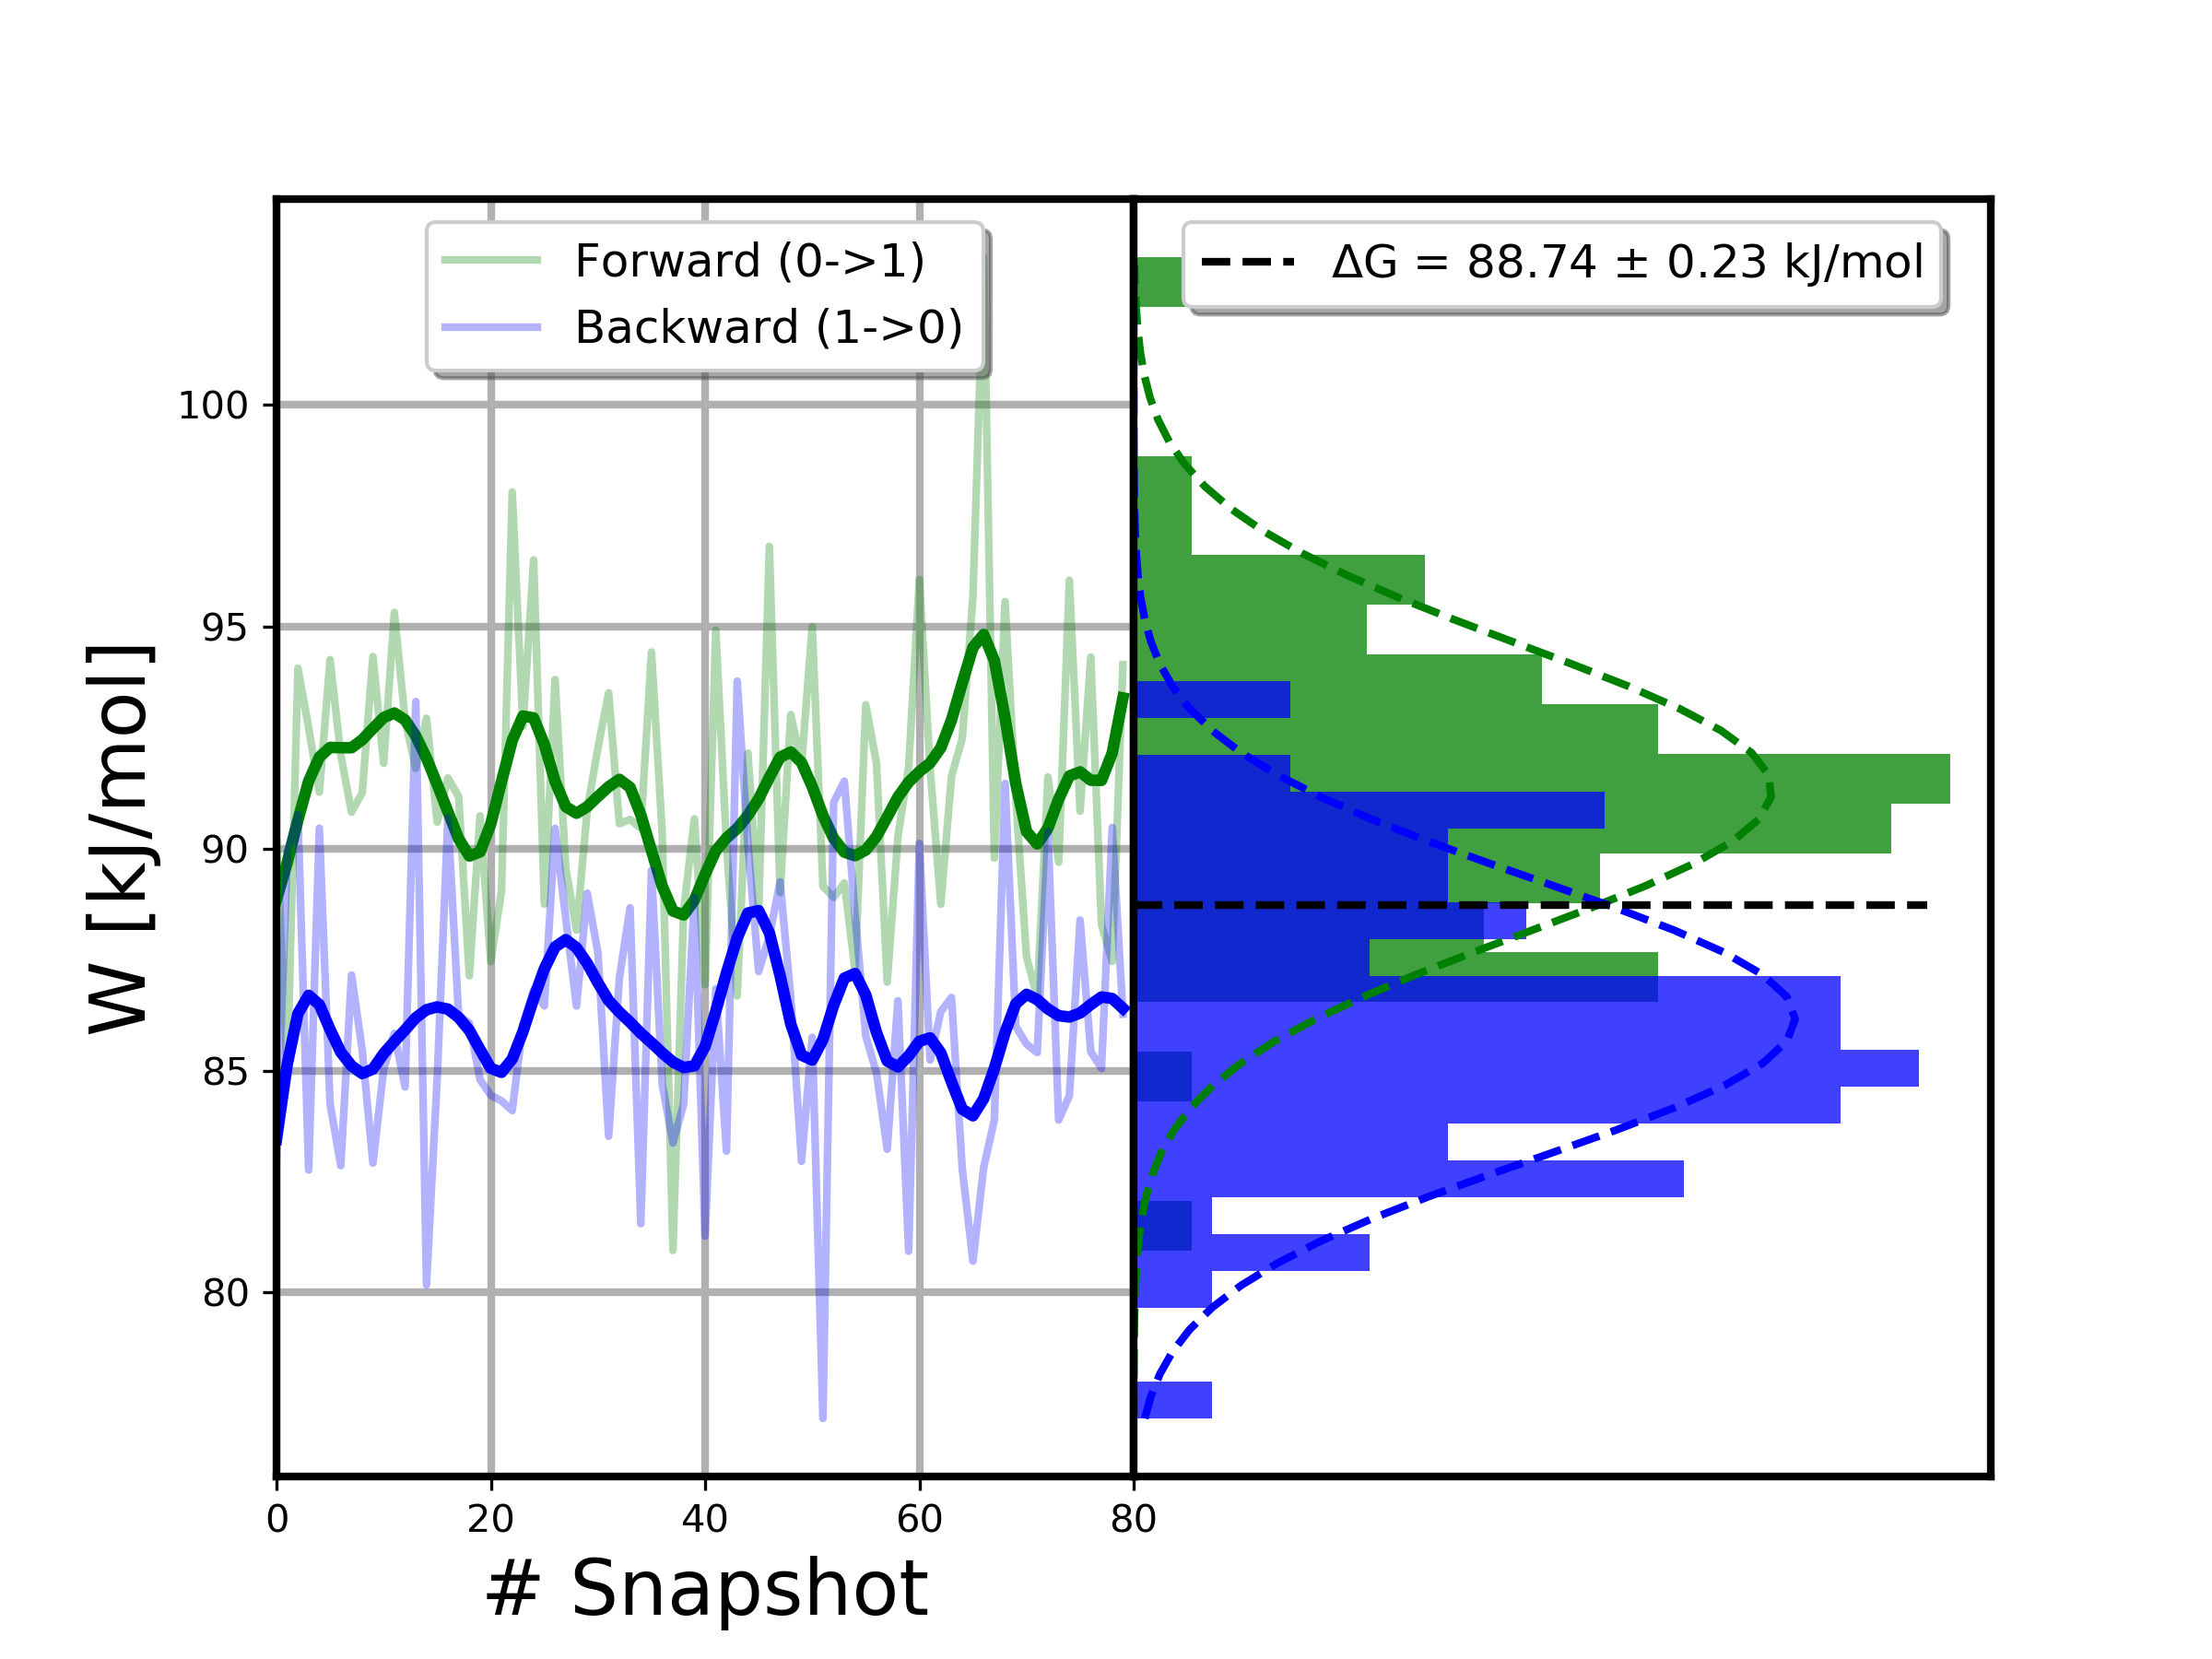 Forward (0->1)
Backward (1->0)
ΔG = 88.74 ± 0.23 kJ/mol
W [kJ/mol]
100
95
90
85
80
0 20 40 60 80
# Snapshot